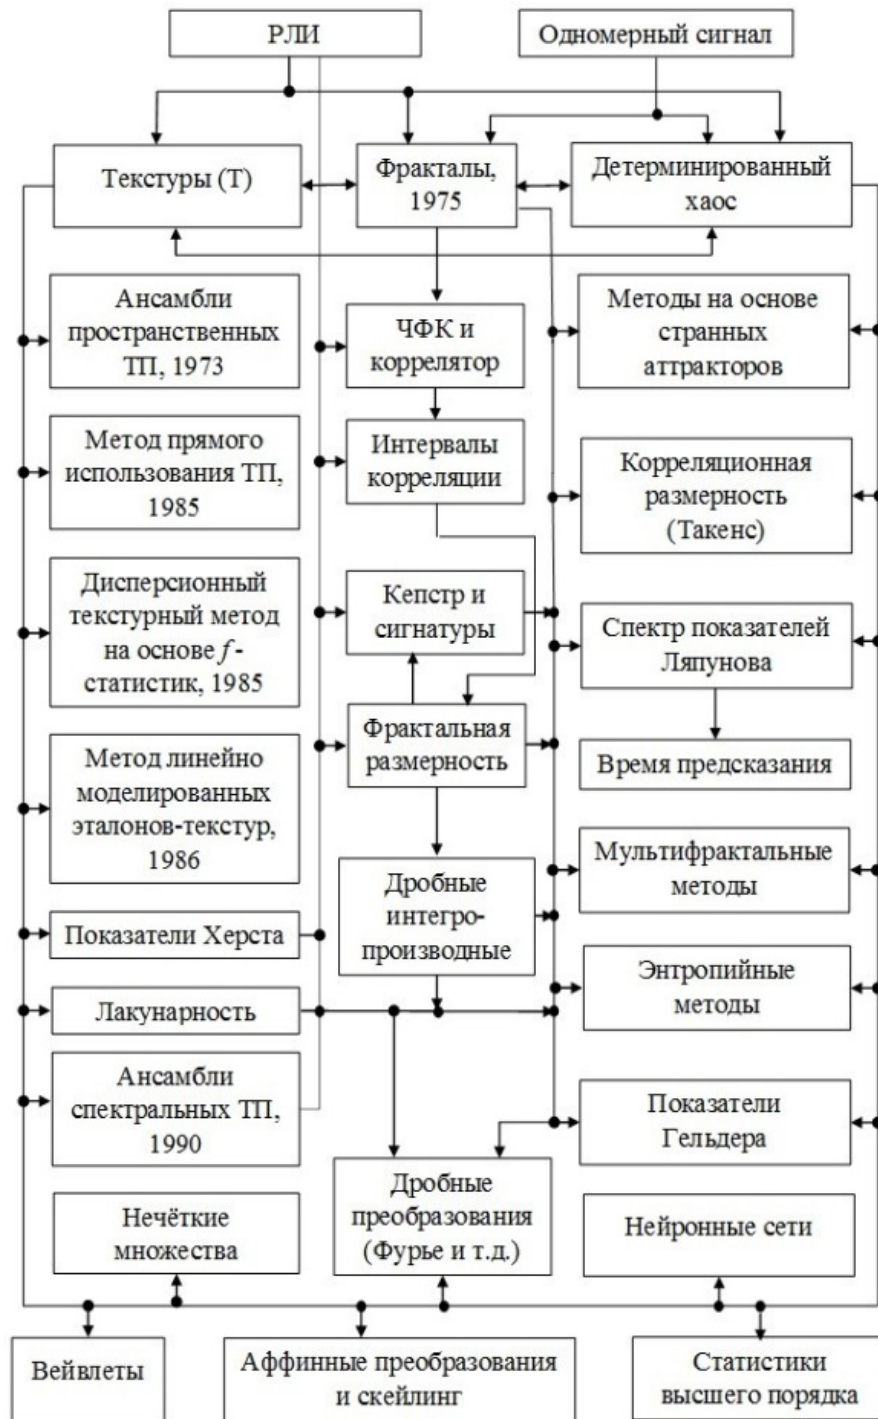 РЛИ
Одномерный сигнал
Текстуры (Т)
Фракталы,
1975
Детерминированный
хаос
Ансамбли
пространственных
ТП, 1973
ЧФК и
коррелятор
Методы на основе
странных
аттракторов
Метод прямого
использования ТП,
1985
Интервалы
корреляции
Корреляционная
размерность
(Такенс)
Дисперсионный
текстурный метод
на основе f-
статистик, 1985
Кепстр и
сигнатуры
Спектр показателей
Ляпунова
Фрактальная
размерность
Время предсказания
Метод линейно
моделированных
эталонов-текстур,
1986
Дробные
интегро-
производные
Мультифрактальные
методы
Показатели Херста
Энтропийные
методы
Лакунарность
Ансамбли
спектральных ТП,
1990
Показатели
Гельдера
Дробные
преобразования
(Фурье и т.д.)
Нечёткие
множества
Нейронные сети
Вейвлеты
Аффинные преобразования
и скейлинг
Статистики
высшего порядка